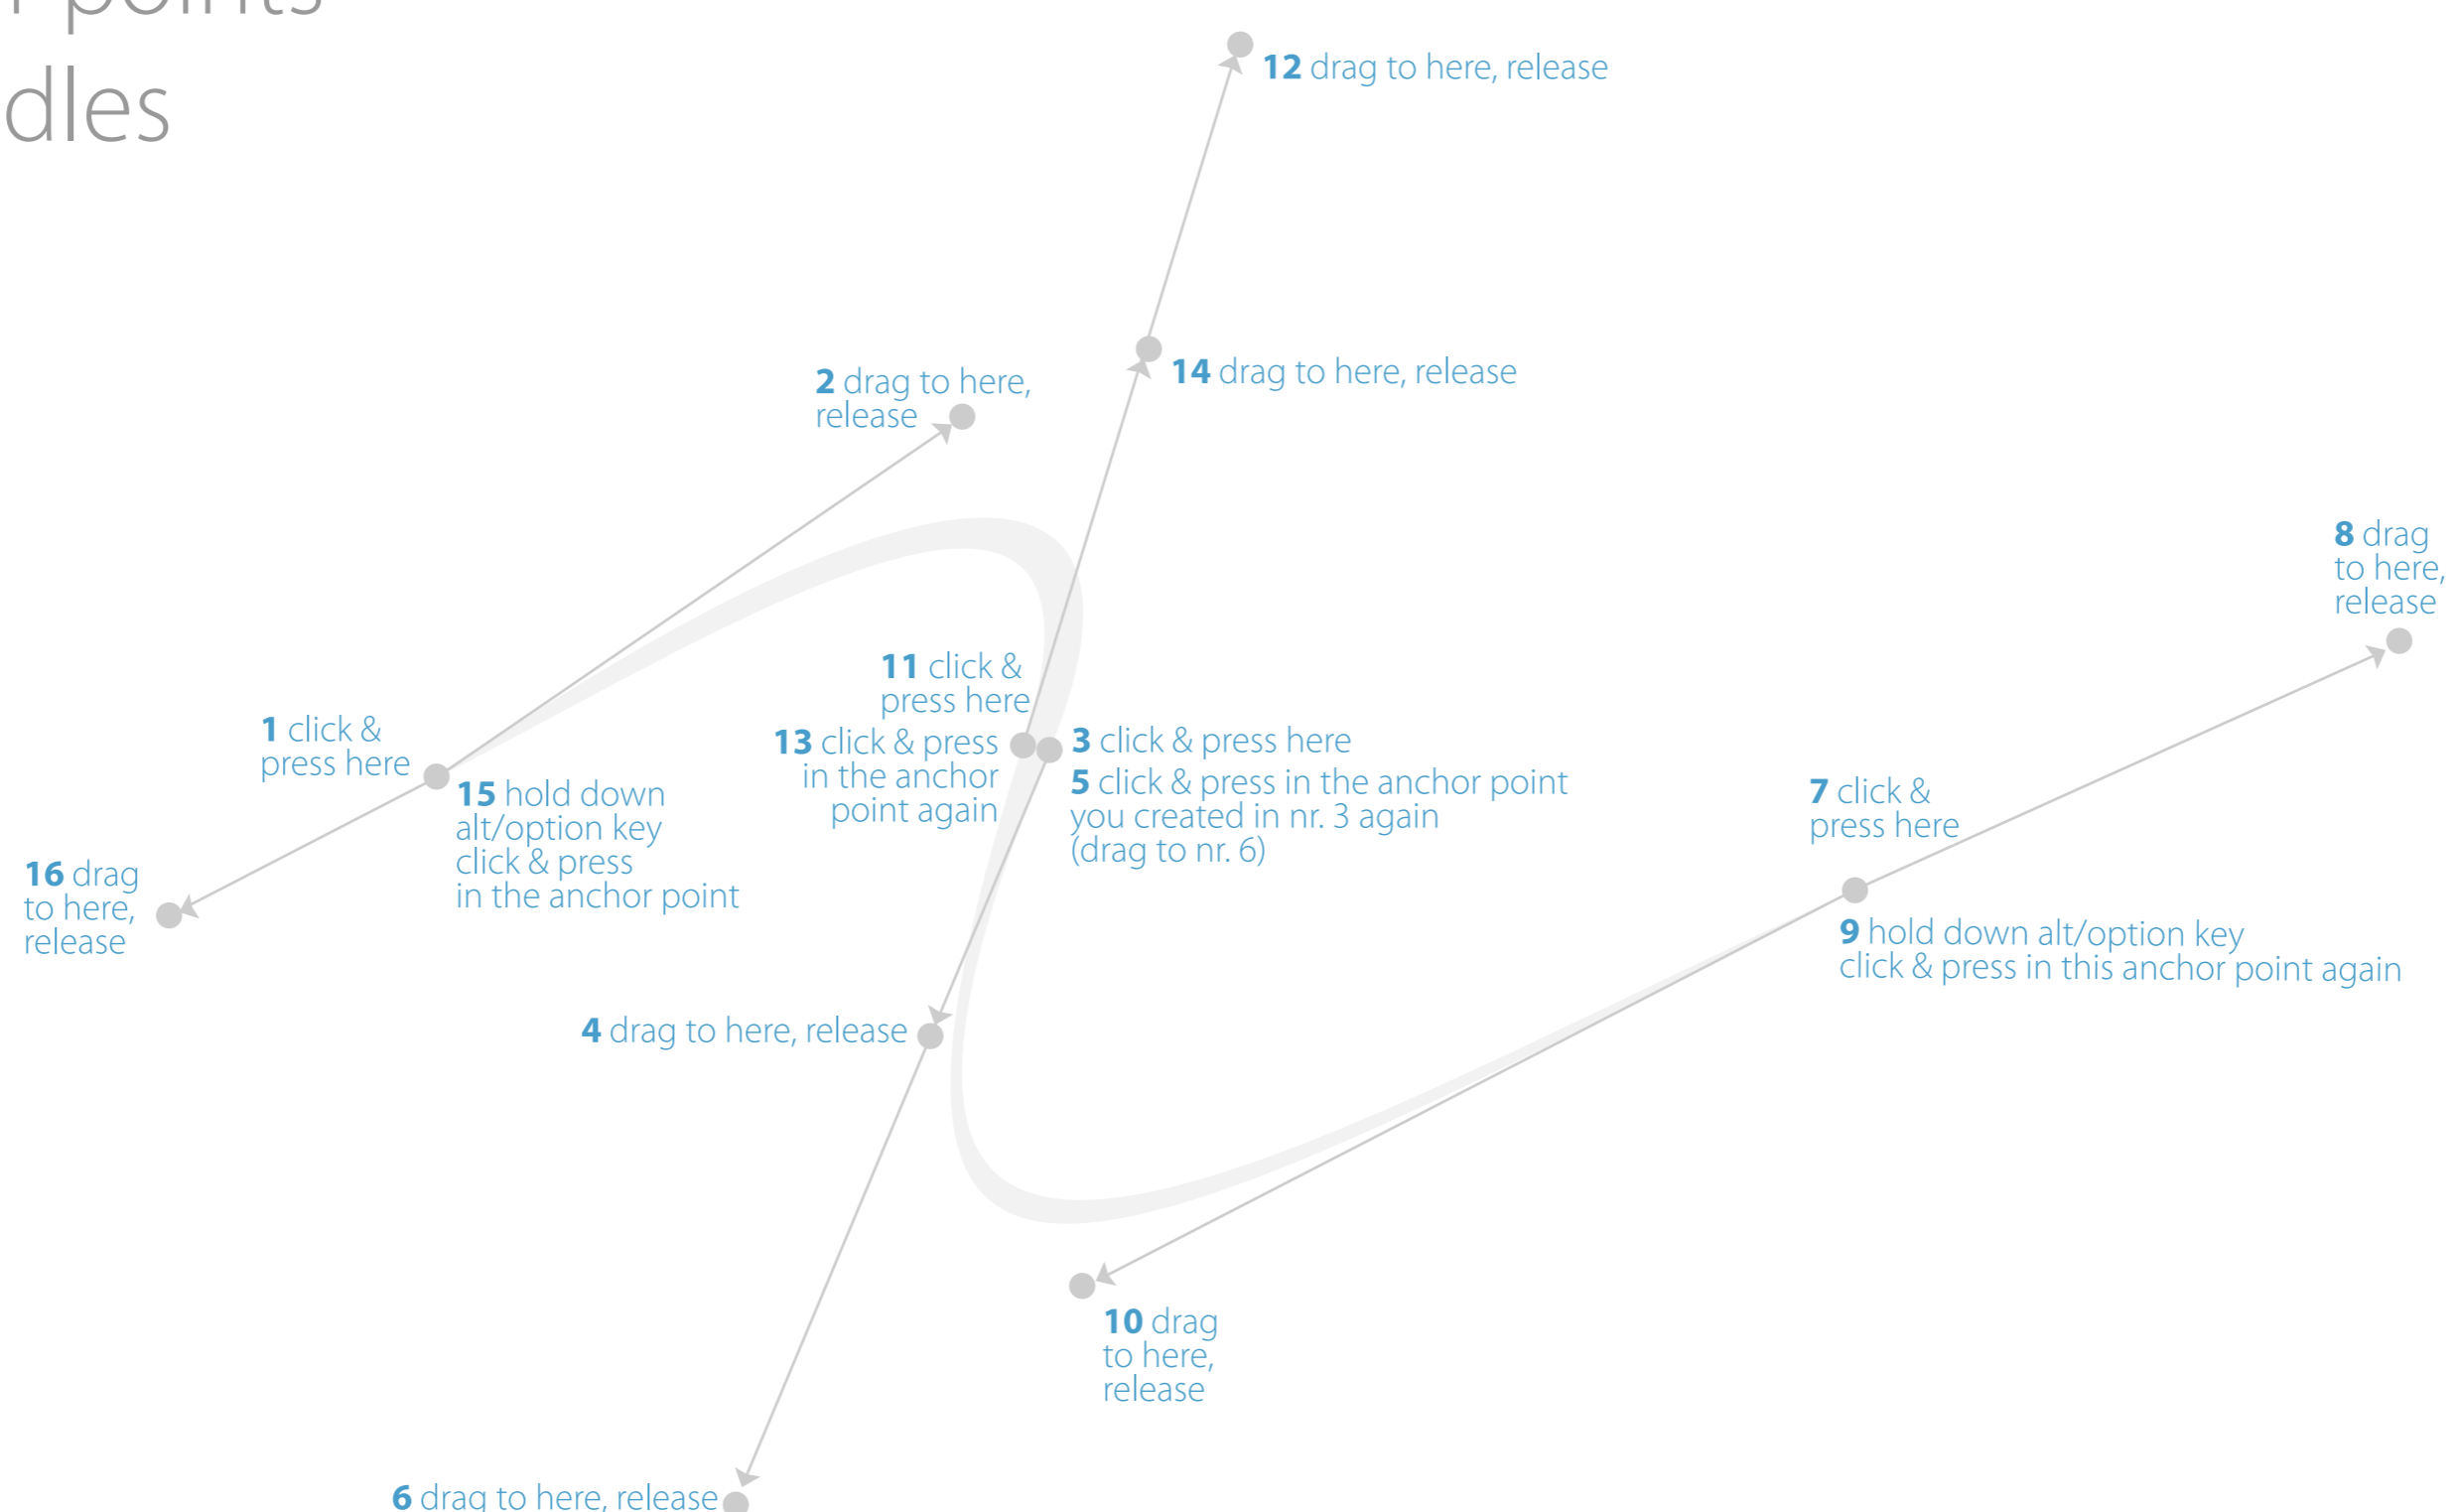 points
dles
12 drag to here, release
2 drag to here,
release
14 drag to here, release
8 drag
to here,
release
11 click &
press here
1 click &
press here
13 click & press
in the anchor
point again
3 click & press here
5 click & press in the anchor point
you created in nr. 3 again
(drag to nr. 6)
15 hold down
alt/option key
click & press
in the anchor point
7 click &
press here
16 drag
to here,
release
9 hold down alt/option key
click & press in this anchor point again
4 drag to here, release
10 drag
to here,
release
6 drag to here, release